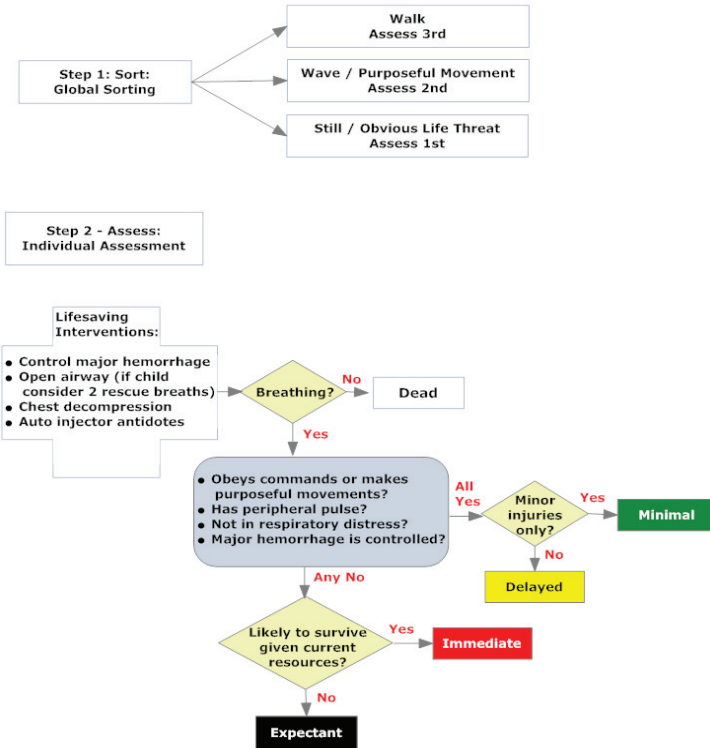 Walk
Assess 3rd
Step 1: Sort:
Global Sorting
Wave / Purposeful Movement
Assess 2nd
Still / Obvious Life Threat
Assess 1st
Step 2 - Assess:
Individual Assessment
Lifesaving
Interventions:
• Control major hemorrhage
• Open airway (if child
consider 2 rescue breaths)
• Chest decompression
• Auto injector antidotes
Breathing?
No
Dead
Yes
• Obeys commands or makes
purposeful movements?
• Has peripheral pulse?
• Not in respiratory distress?
• Major hemorrhage is controlled?
All
Yes
Minor
injuries
only?
Yes
Minimal
No
Delayed
Any No
Likely to survive
given current
resources?
Yes
Immediate
No
Expectant